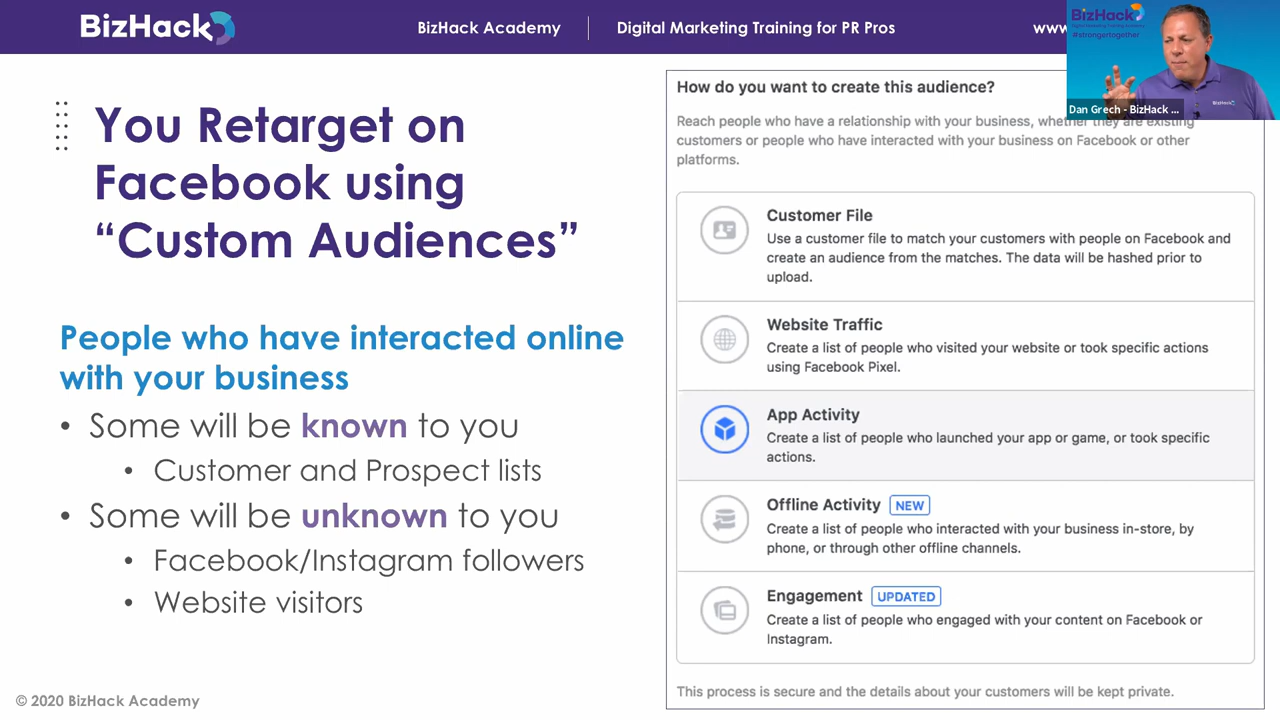 BizHack
BizHack Academy
Digital Marketing Training for PR Pros
www
BizHack
#strongertogether
BizHack
Dan Grech - BizHack ...
You Retarget on
Facebook using
“Custom Audiences”
People who have interacted online
with your business
• Some will be known to you
• Customer and Prospect lists
• Some will be unknown to you
• Facebook/Instagram followers
• Website visitors
© 2020 BizHack Academy
How do you want to create this audience?
Reach people who have a relationship with your business, whether they are existing
customers or people who have interacted with your business on Facebook or other
platforms.
Customer File
Use a customer file to match your customers with people on Facebook and
create an audience from the matches. The data will be hashed prior to
upload.
Website Traffic
Create a list of people who visited your website or took specific actions
using Facebook Pixel.
App Activity
Create a list of people who launched your app or game, or took specific
actions.
Offline Activity NEW
Create a list of people who interacted with your business in-store, by
phone, or through other offline channels.
Engagement UPDATED
Create a list of people who engaged with your content on Facebook or
Instagram.
This process is secure and the details about your customers will be kept private.